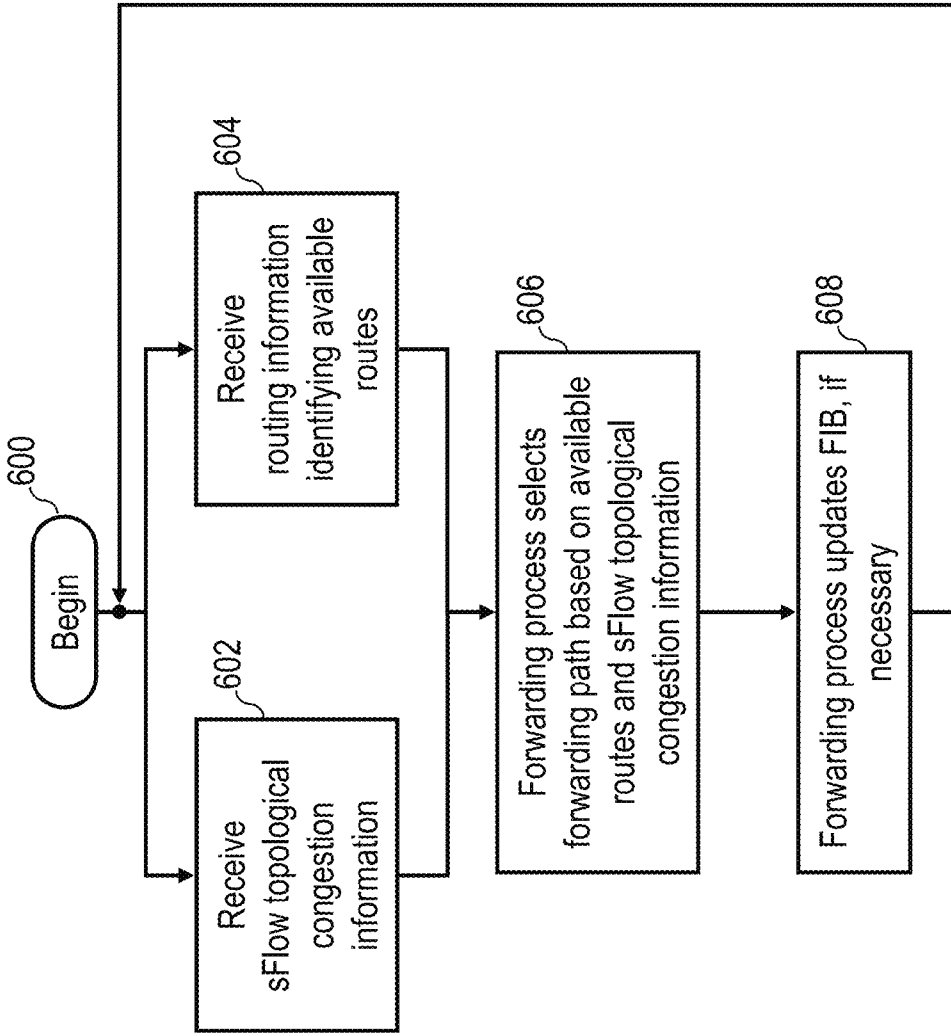 600
Begin
602
Receive
sFlow topological
congestion
information
604
Receive
routing information
identifying available
routes
606
Forwarding process selects
forwarding path based on available
routes and sFlow topological
congestion information
608
Forwarding process updates FIB, if
necessary